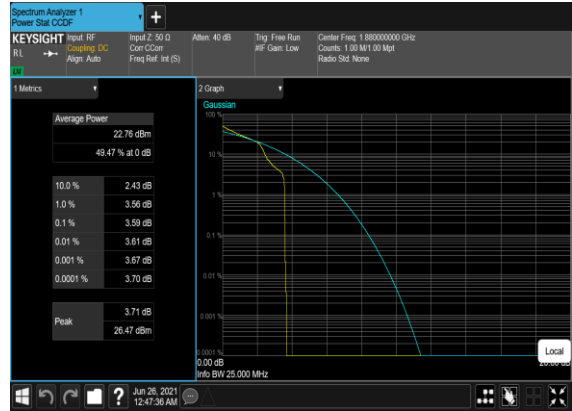 Spectrum Analyzer 1
Power Stat CCDF
+
KEYSIGHT
RL
LW
Input: RF
Coupling: DC
Align: Auto
Input Z: 50 Ω
Corr CCorr
Freq Ref: Int (S)
Atten: 40 dB
Trig: Free Run
#IF Gain: Low
Center Freq: 1.880000000 GHz
Counts: 1.00 M/1.00 Mpt
Radio Std: None
1 Metrics
Average Power
22.76 dBm
49.47 % at 0 dB
10.0 % 2.43 dB
1.0 % 3.56 dB
0.1 % 3.59 dB
0.01 % 3.61 dB
0.001 % 3.67 dB
0.0001 % 3.70 dB
Peak
3.71 dB
26.47 dBm
2 Graph
Gaussian
100 %
10 %
1 %
0.1 %
0.01 %
0.001 %
0.0001 %
0.00 dB
Info BW 25.000 MHz
Local
?
Jun 26, 2021
12:47:36 AM